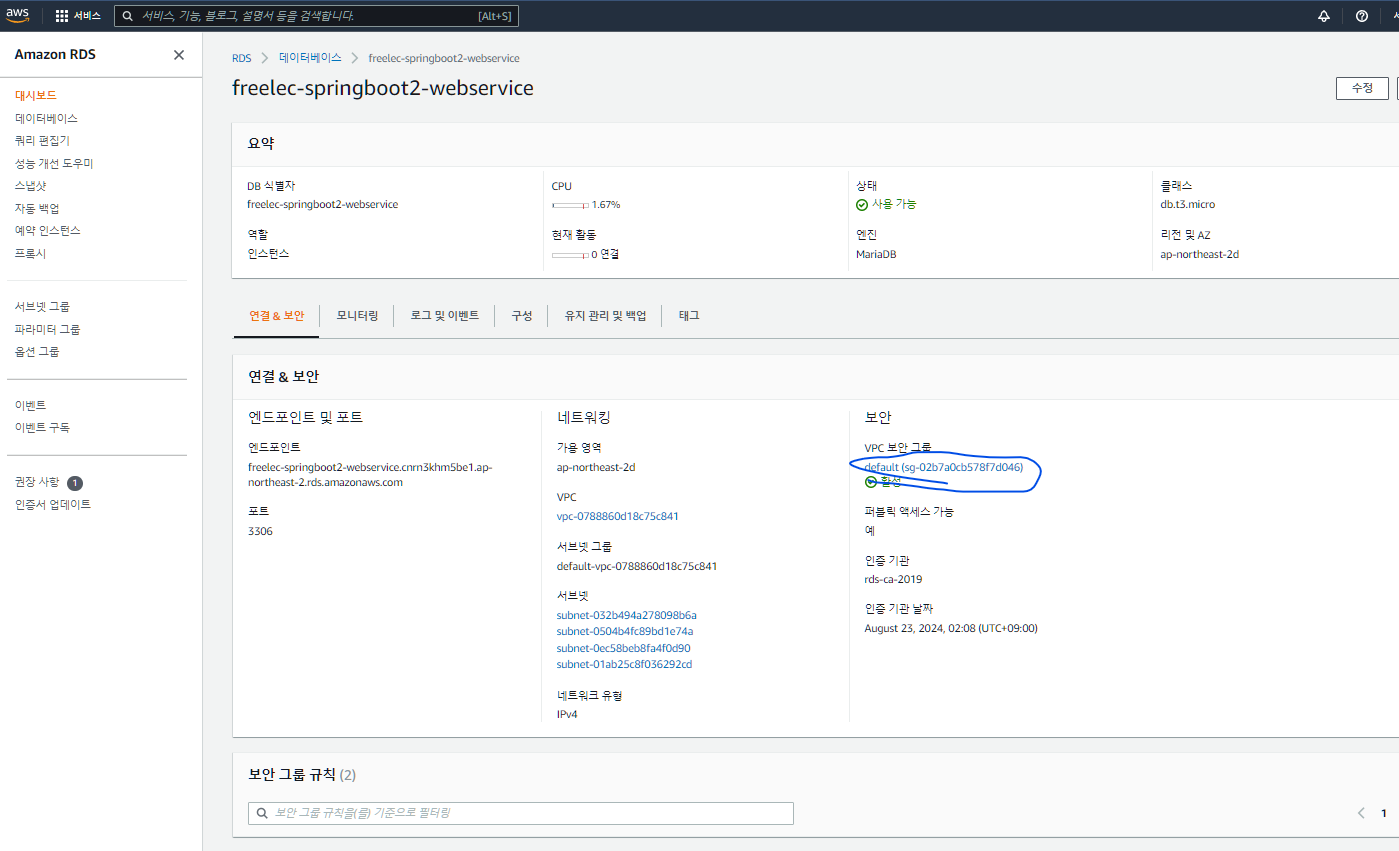 aws
서비스
서비스, 기능, 블로그, 설명서 등을 검색합니다.
[Alt+S]
Amazon RDS
대시보드
데이터베이스
쿼리 편집기
성능 개선 도우미
스냅샷
자동 백업
예약 인스턴스
프록시
서브넷 그룹
파라미터 그룹
옵션 그룹
이벤트
이벤트 구독
권장 사항 1
인증서 업데이트
RDS > 데이터베이스 > freelec-springboot2-webservice
freelec-springboot2-webservice
수정
요약
DB 식별자
freelec-springboot2-webservice
역할
인스턴스
CPU
1.67%
현재 활동
0 연결
상태
사용 가능
엔진
MariaDB
클래스
db.t3.micro
리전 및 AZ
ap-northeast-2d
연결 & 보안
모니터링
로그 및 이벤트
구성
유지 관리 및 백업
태그
연결 & 보안
엔드포인트 및 포트
엔드포인트
freelec-springboot2-webservice.cnrn3khm5be1.ap-
northeast-2.rds.amazonaws.com
포트
3306
네트워킹
가용 영역
ap-northeast-2d
VPC
vpc-0788860d18c75c841
서브넷 그룹
default-vpc-0788860d18c75c841
서브넷
subnet-032b494a278098b6a
subnet-0504b4fc89bd1e74a
subnet-0ec58beb8fa4f0d90
subnet-01ab25c8f036292cd
네트워크 유형
IPv4
보안
VPC 보안 그룹
default (sg-02b7a0cb578f7d046)
활성
퍼블릭 액세스 가능
예
인증 기관
rds-ca-2019
인증 기관 날짜
August 23, 2024, 02:08 (UTC+09:00)
보안 그룹 규칙 (2)
보안 그룹 규칙을(를) 기준으로 필터링
1